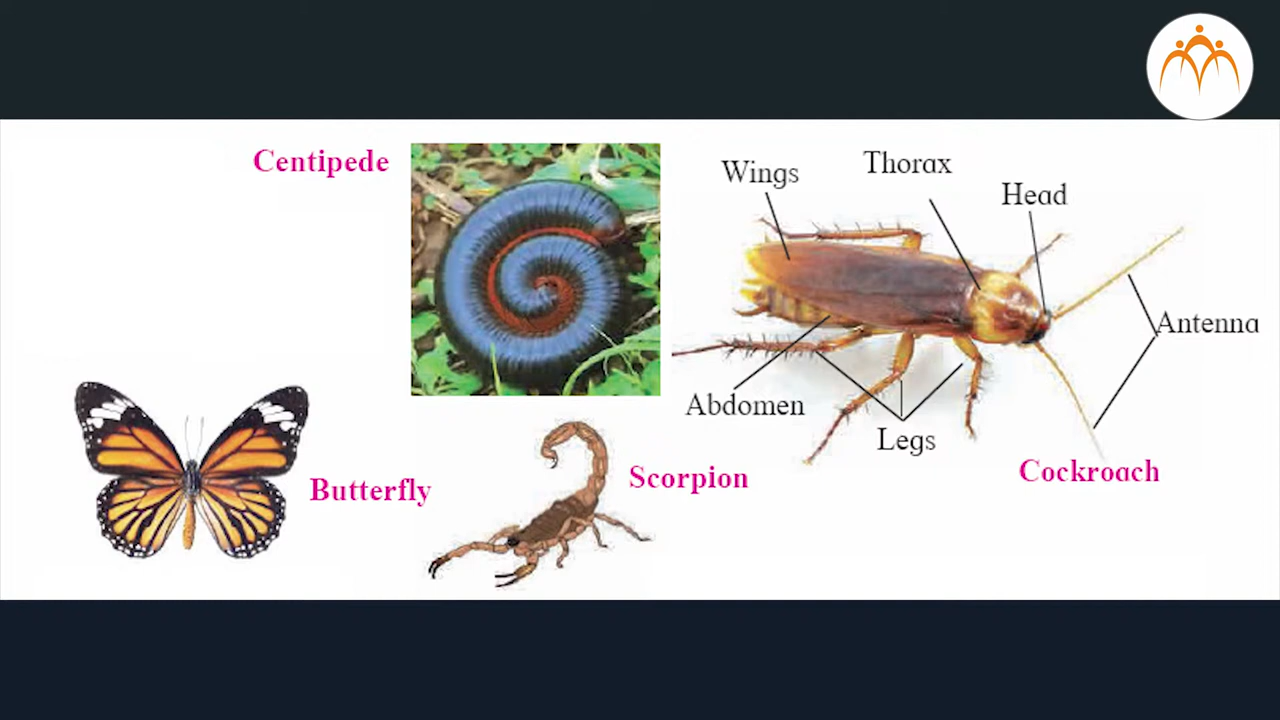 Centipede
Wings
Thorax
Head
Antenna
Abdomen
Legs
Cockroach
Butterfly
Scorpion